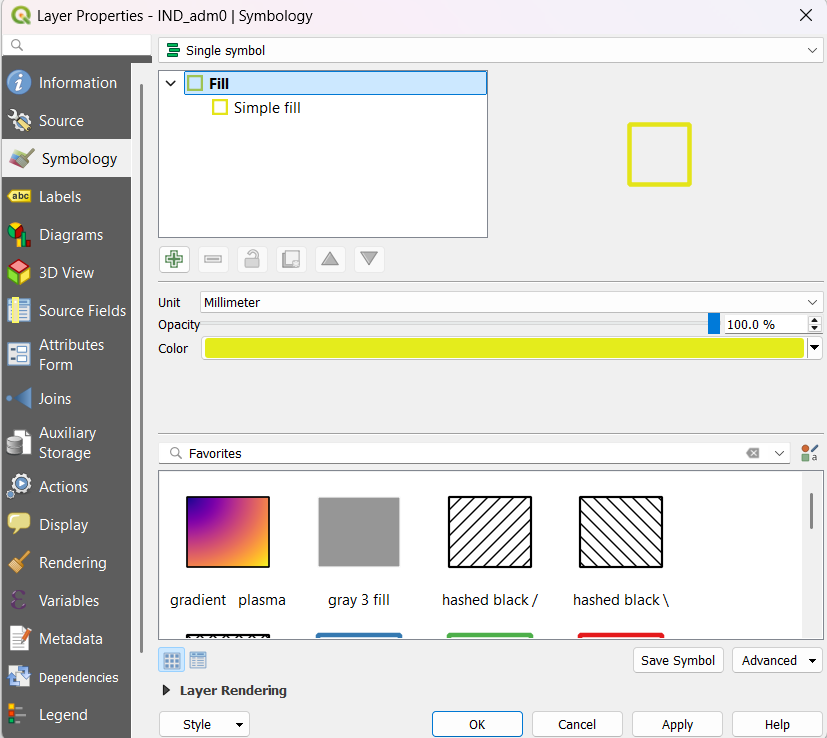 Layer Properties - IND_adm0 | Symbology
Information
Source
Symbology
abc Labels
Diagrams
3D View
Source Fields
Attributes
Form
Joins
Auxiliary
Storage
Actions
Display
Rendering
Variables
Metadata
Dependencies
Legend
Single symbol
Fill
Simple fill
Unit Millimeter
Opacity 100.0 %
Color
Favorites
gradient plasma gray 3 fill hashed black / hashed black \
Save Symbol Advanced
Layer Rendering
Style OK Cancel Apply Help